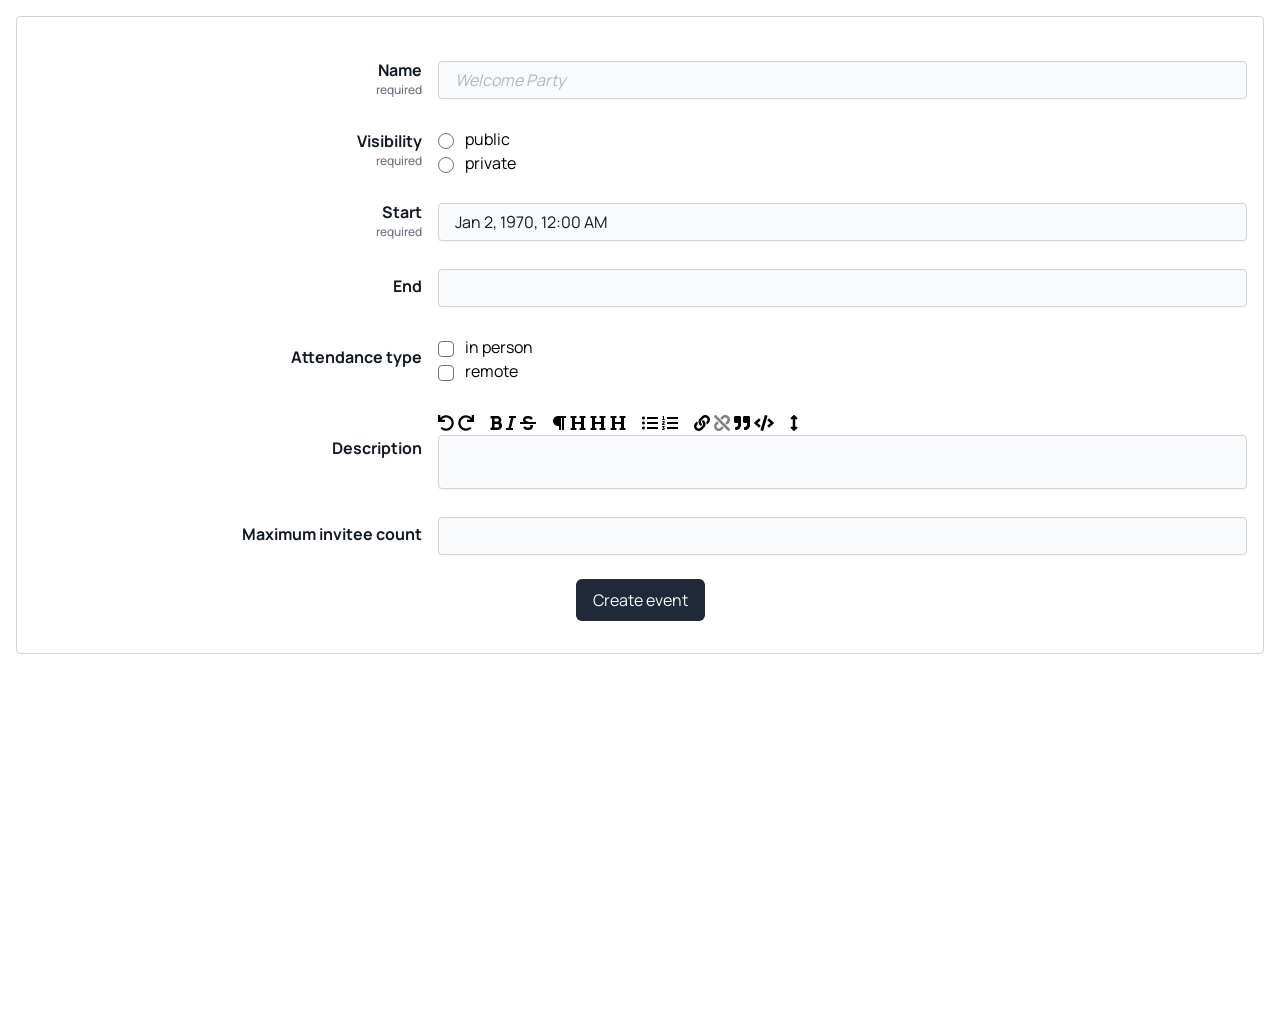 Name
required
Welcome Party
Visibility
required
public
private
Start
required
Jan 2, 1970, 12:00 AM
End
Attendance type
in person
remote
Description
Maximum invitee count
Create event